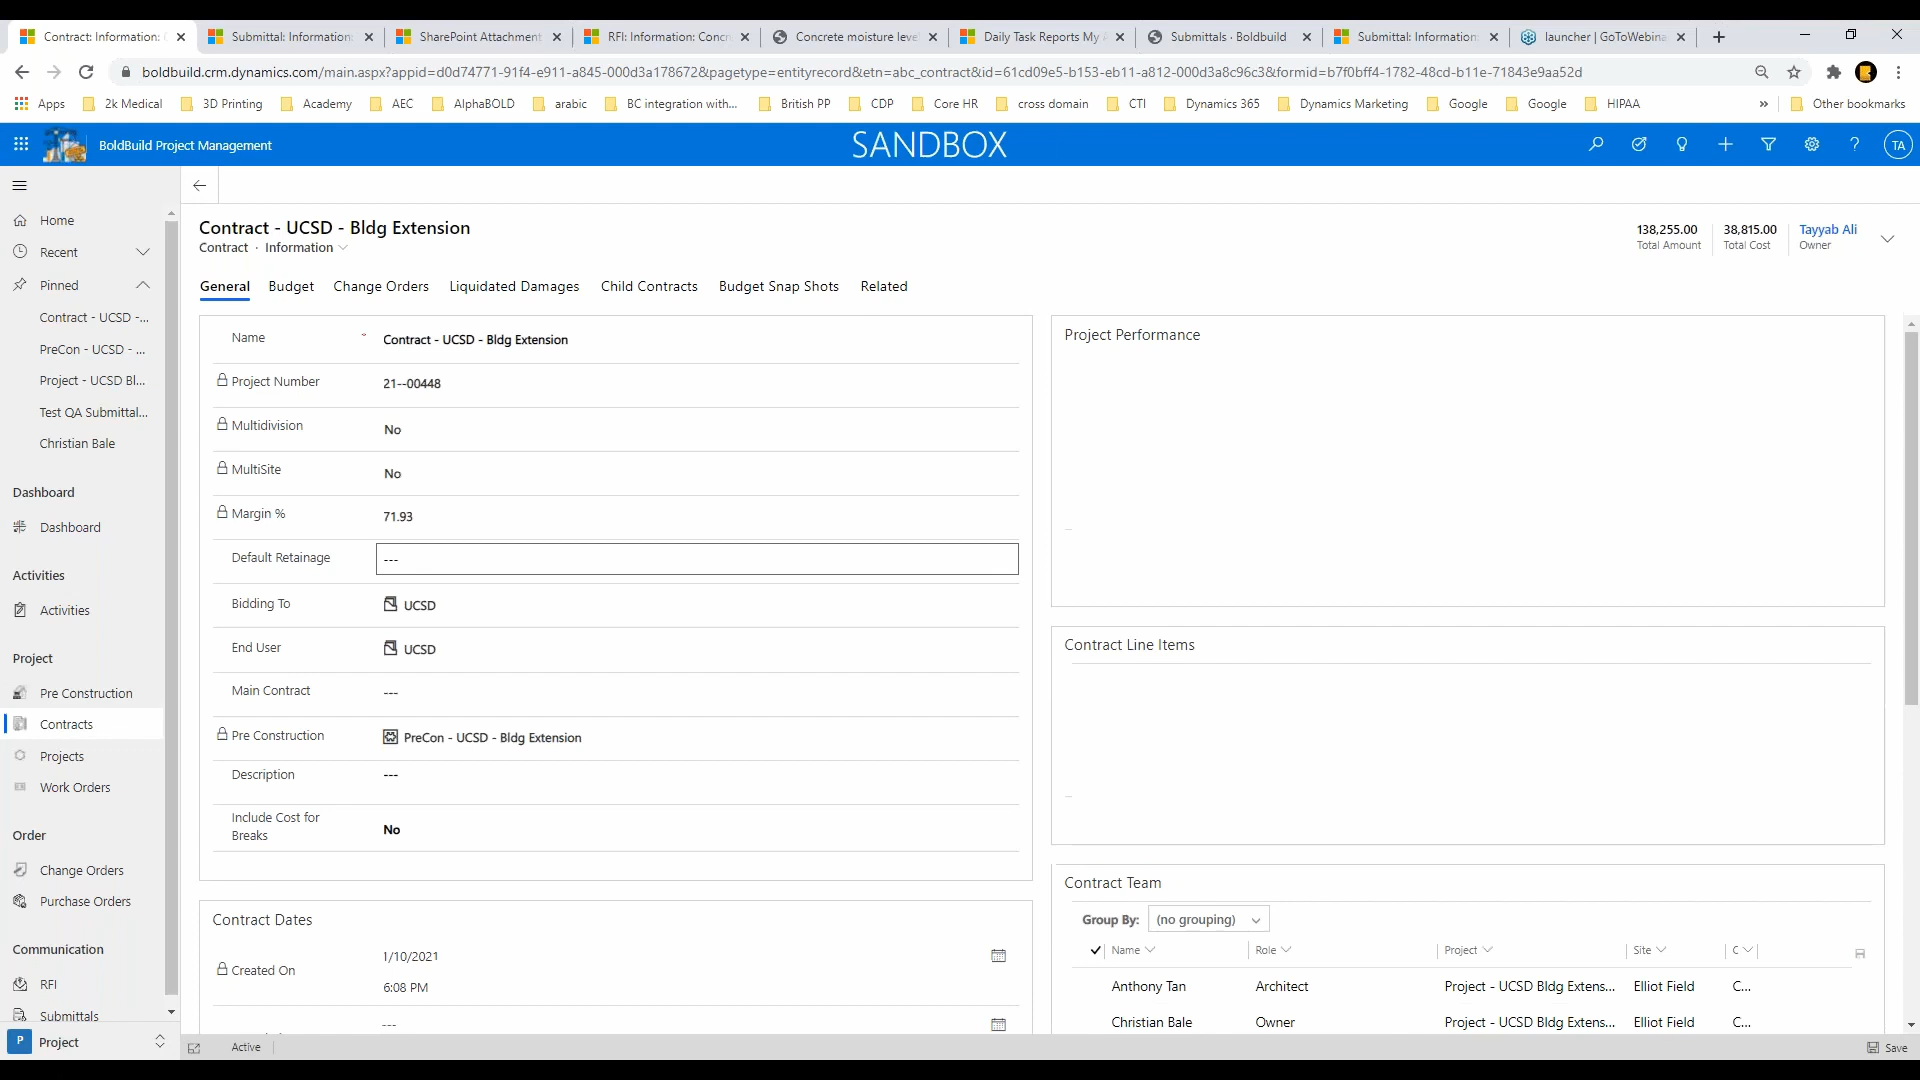 Contract: Information:
Submittal: Information:
SharePoint Attachment
RFI: Information: Conc
Concrete moisture leve
Daily Task Reports My
Submittals · Boldbuild
Submittal: Information:
launcher | GoToWebina
boldbuild.crm.dynamics.com/main.aspx?appid=d0d74771-91f4-e911-a845-000d3a178672&pagetype=entityrecord&etn=abc_contract&id=61cd09e5-b153-eb11-a812-000d3a8c96c3&formid=b7f0bff4-1782-48cd-b11e-71843e9aa52d
Apps
2k Medical
3D Printing
Academy
AEC
AlphaBOLD
arabic
BC integration with...
British PP
CDP
Core HR
cross domain
CTI
Dynamics 365
Dynamics Marketing
Google
Google
HIPAA
»
Other bookmarks
BoldBuild Project Management
SANDBOX
TA
Home
Recent
Pinned
Contract - UCSD -...
PreCon - UCSD - ...
Project - UCSD Bl...
Test QA Submittal...
Christian Bale
Dashboard
Dashboard
Activities
Activities
Project
Pre Construction
Contracts
Projects
Work Orders
Order
Change Orders
Purchase Orders
Communication
RFI
Submittals
P
Project
Contract - UCSD - Bldg Extension
Contract · Information
138,255.00
Total Amount
38,815.00
Total Cost
Tayyab Ali
Owner
General
Budget
Change Orders
Liquidated Damages
Child Contracts
Budget Snap Shots
Related
Name * Contract - UCSD - Bldg Extension
Project Number 21--00448
Multidivision No
MultiSite No
Margin % 71.93
Default Retainage ---
Bidding To UCSD
End User UCSD
Main Contract ---
Pre Construction PreCon - UCSD - Bldg Extension
Description ---
Include Cost for
Breaks
No
Contract Dates
Created On
1/10/2021
6:08 PM
---
Project Performance
--
Contract Line Items
--
Contract Team
Group By: (no grouping)
Name Role Project Site C
Anthony Tan Architect Project - UCSD Bldg Extens... Elliot Field C...
Christian Bale Owner Project - UCSD Bldg Extens... Elliot Field C...
Active
Save